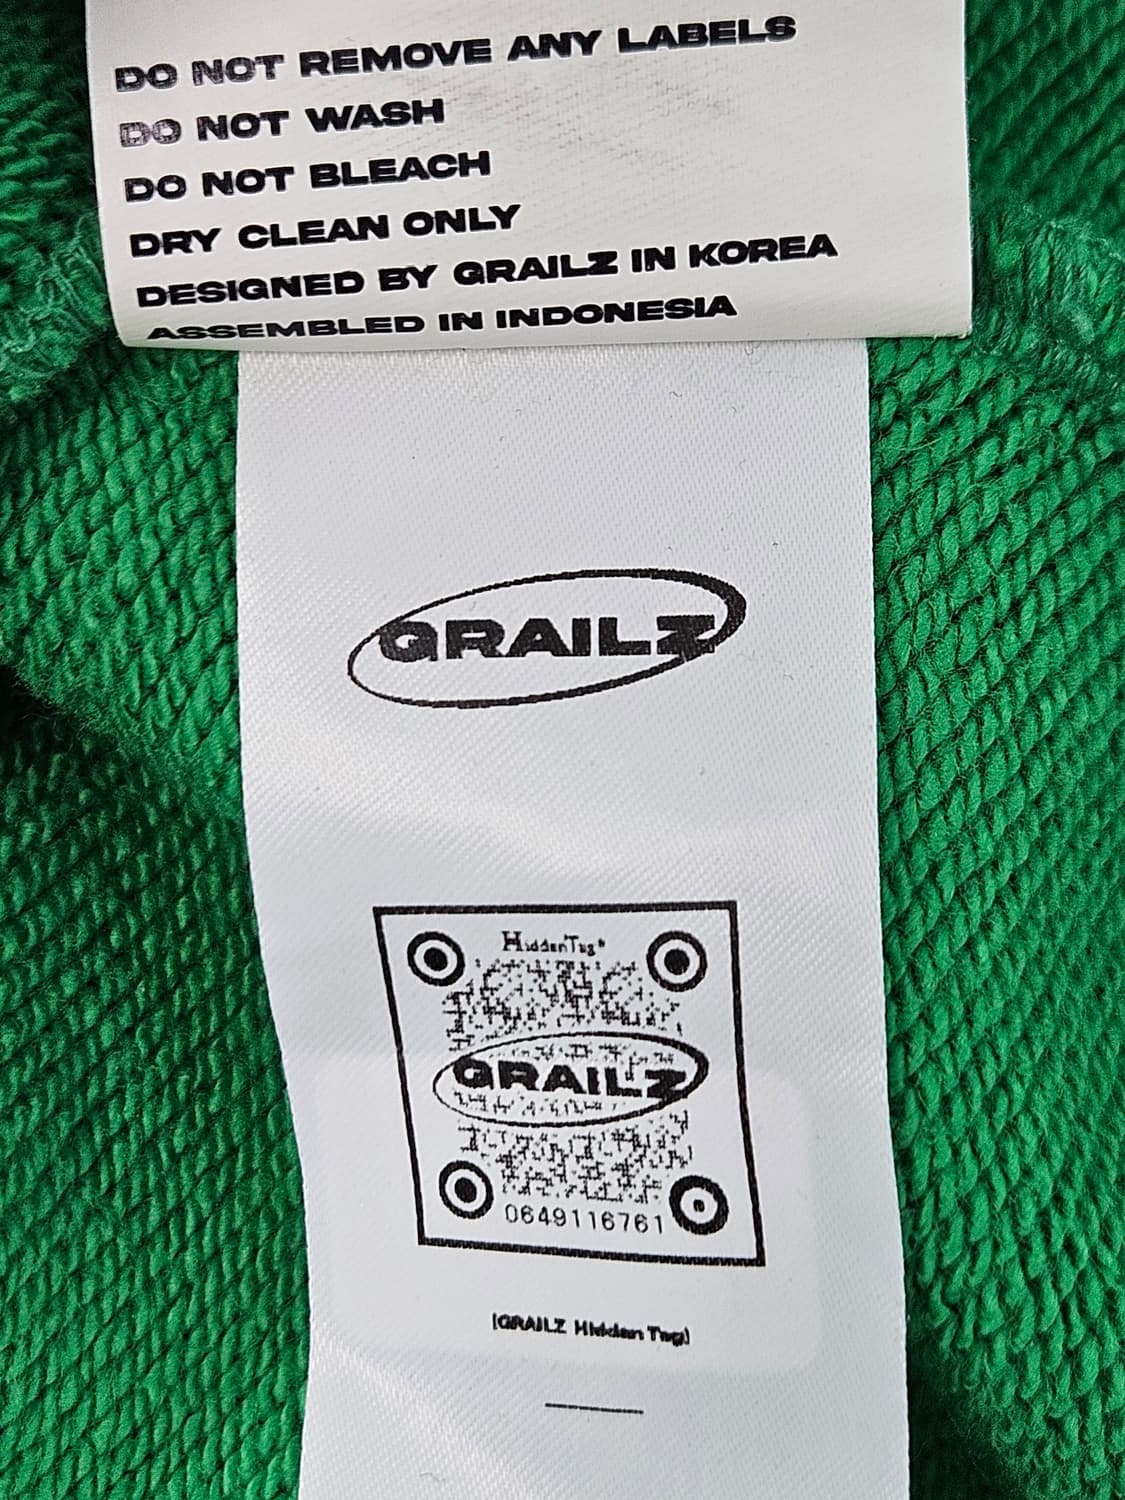 DO NOT REMOVE ANY LABELS
DO NOT WASH
DO NOT BLEACH
DRY CLEAN ONLY
DESIGNED BY GRAILZ IN KOREA
ASSEMBLED IN INDONESIA
GRAILZ
HiddenTag®
GRAILZ
0649116761
(GRAILZ Hidden Tag)